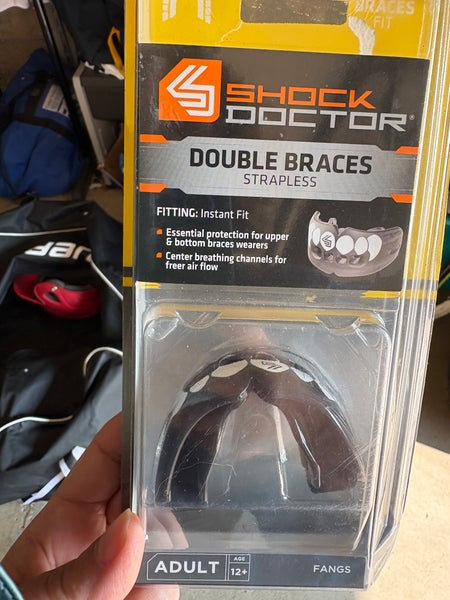 BRACES
FIT
SHOCK
DOCTOR®
DOUBLE BRACES
STRAPLESS
FITTING: Instant Fit
Essential protection for upper
& bottom braces wearers
Center breathing channels for
freer air flow
ADULT
AGE
12+
FANGS